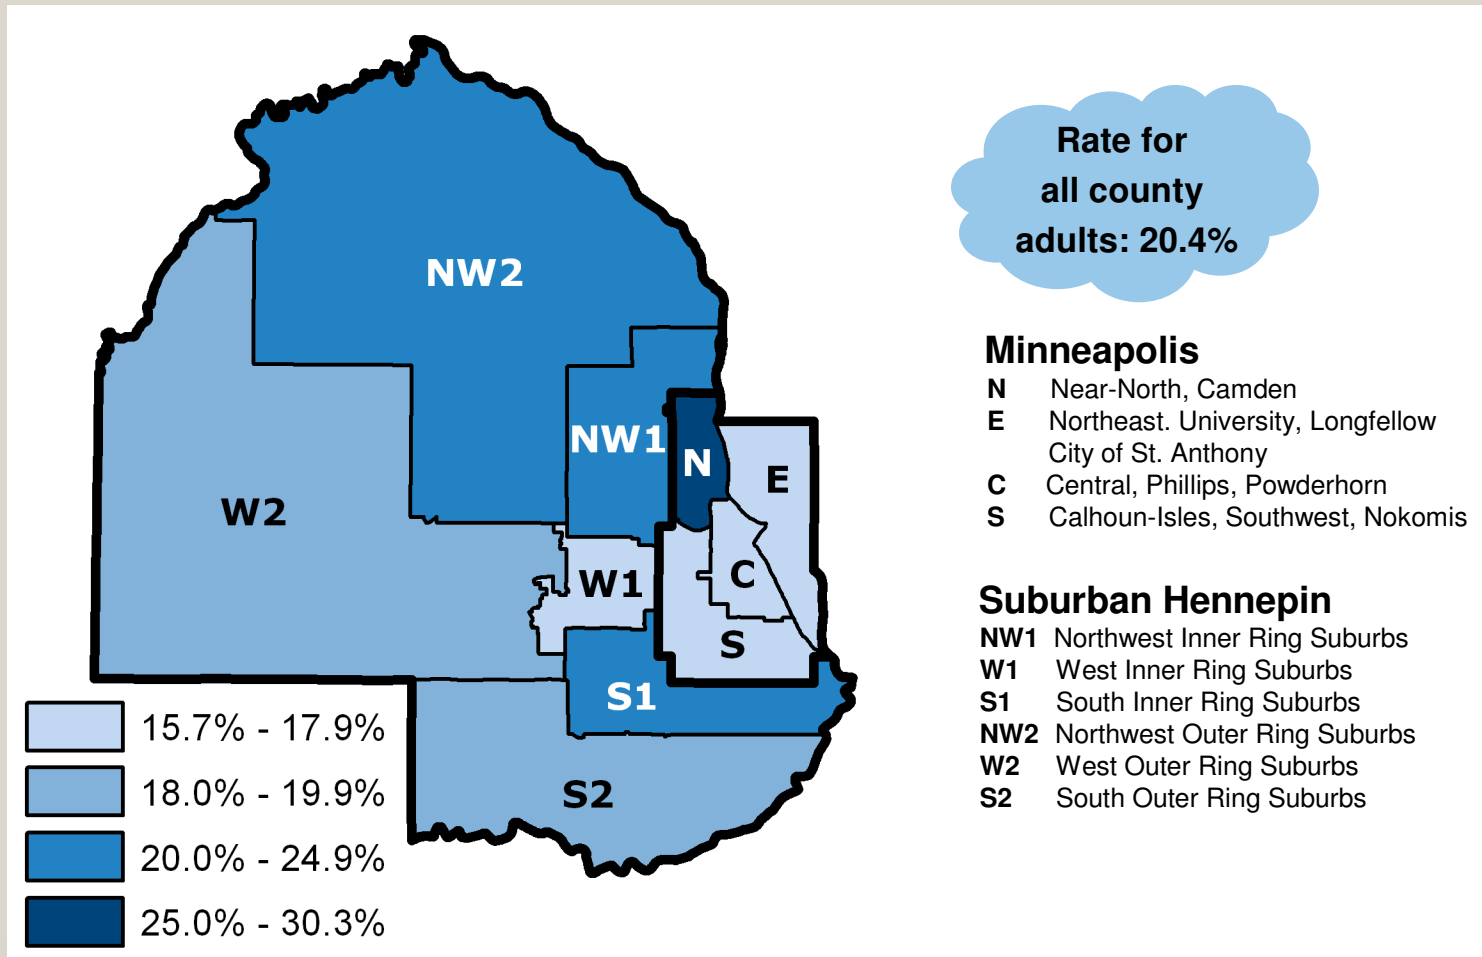 Rate for
all county
adults: 20.4%
NW2
NW1
N
E
W2
W1
C
S
S1
S2
15.7% - 17.9%
18.0% - 19.9%
20.0% - 24.9%
25.0% - 30.3%
Minneapolis
N Near-North, Camden
E Northeast. University, Longfellow
City of St. Anthony
C Central, Phillips, Powderhorn
S Calhoun-Isles, Southwest, Nokomis
Suburban Hennepin
NW1 Northwest Inner Ring Suburbs
W1 West Inner Ring Suburbs
S1 South Inner Ring Suburbs
NW2 Northwest Outer Ring Suburbs
W2 West Outer Ring Suburbs
S2 South Outer Ring Suburbs